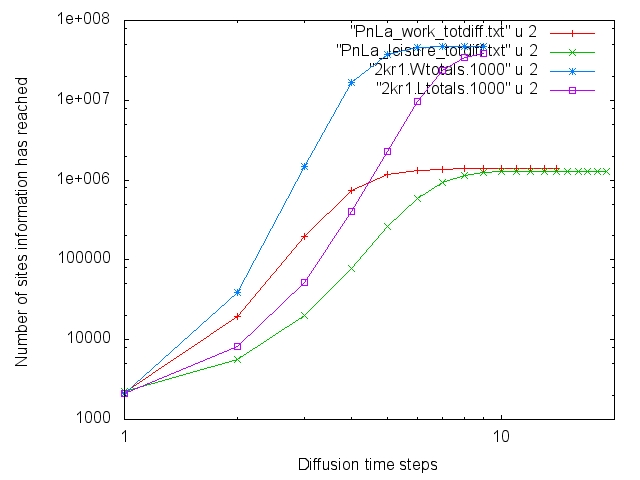 1e+008
"PnLa_work_totdiff.txt" u 2
"PnLa_leisure_totdiff.txt" u 2
"2kr1.Wtotals.1000" u 2
"2kr1.Ltotals.1000" u 2
1e+007
1e+006
100000
10000
1000
Number of sites information has reached
1
10
Diffusion time steps